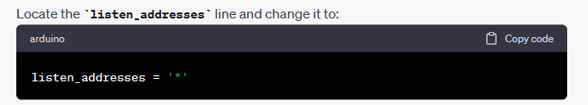 Locate the `listen_addresses` line and change it to:
arduino Copy code
listen_addresses = '*'